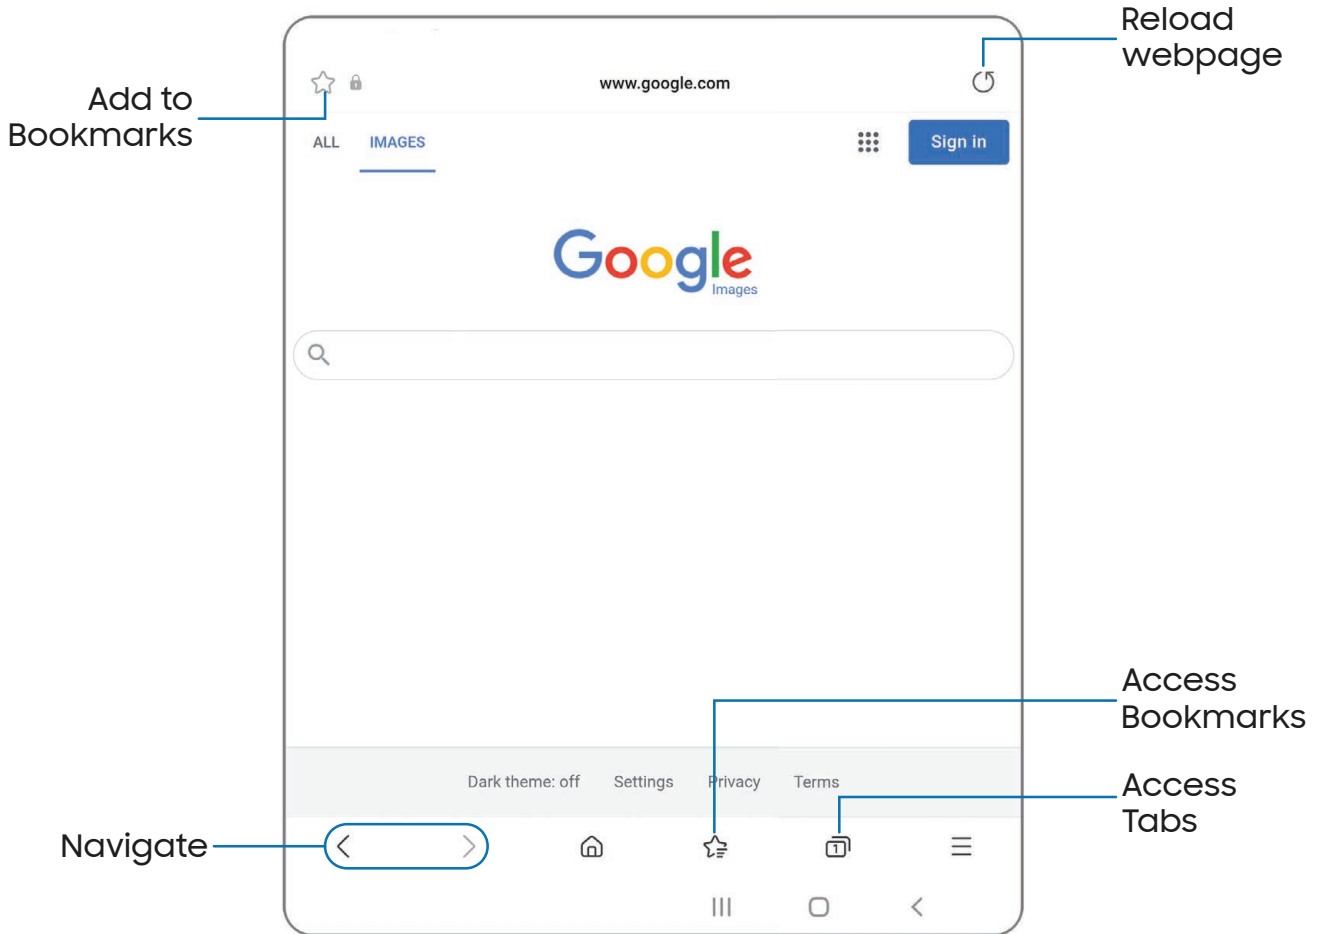 Reload
webpage
www.google.com
Add to
Bookmarks
ALL IMAGES Sign in
Google
Images
Access
Bookmarks
Dark theme: off Settings Privacy Terms
Access
Tabs
Navigate
1